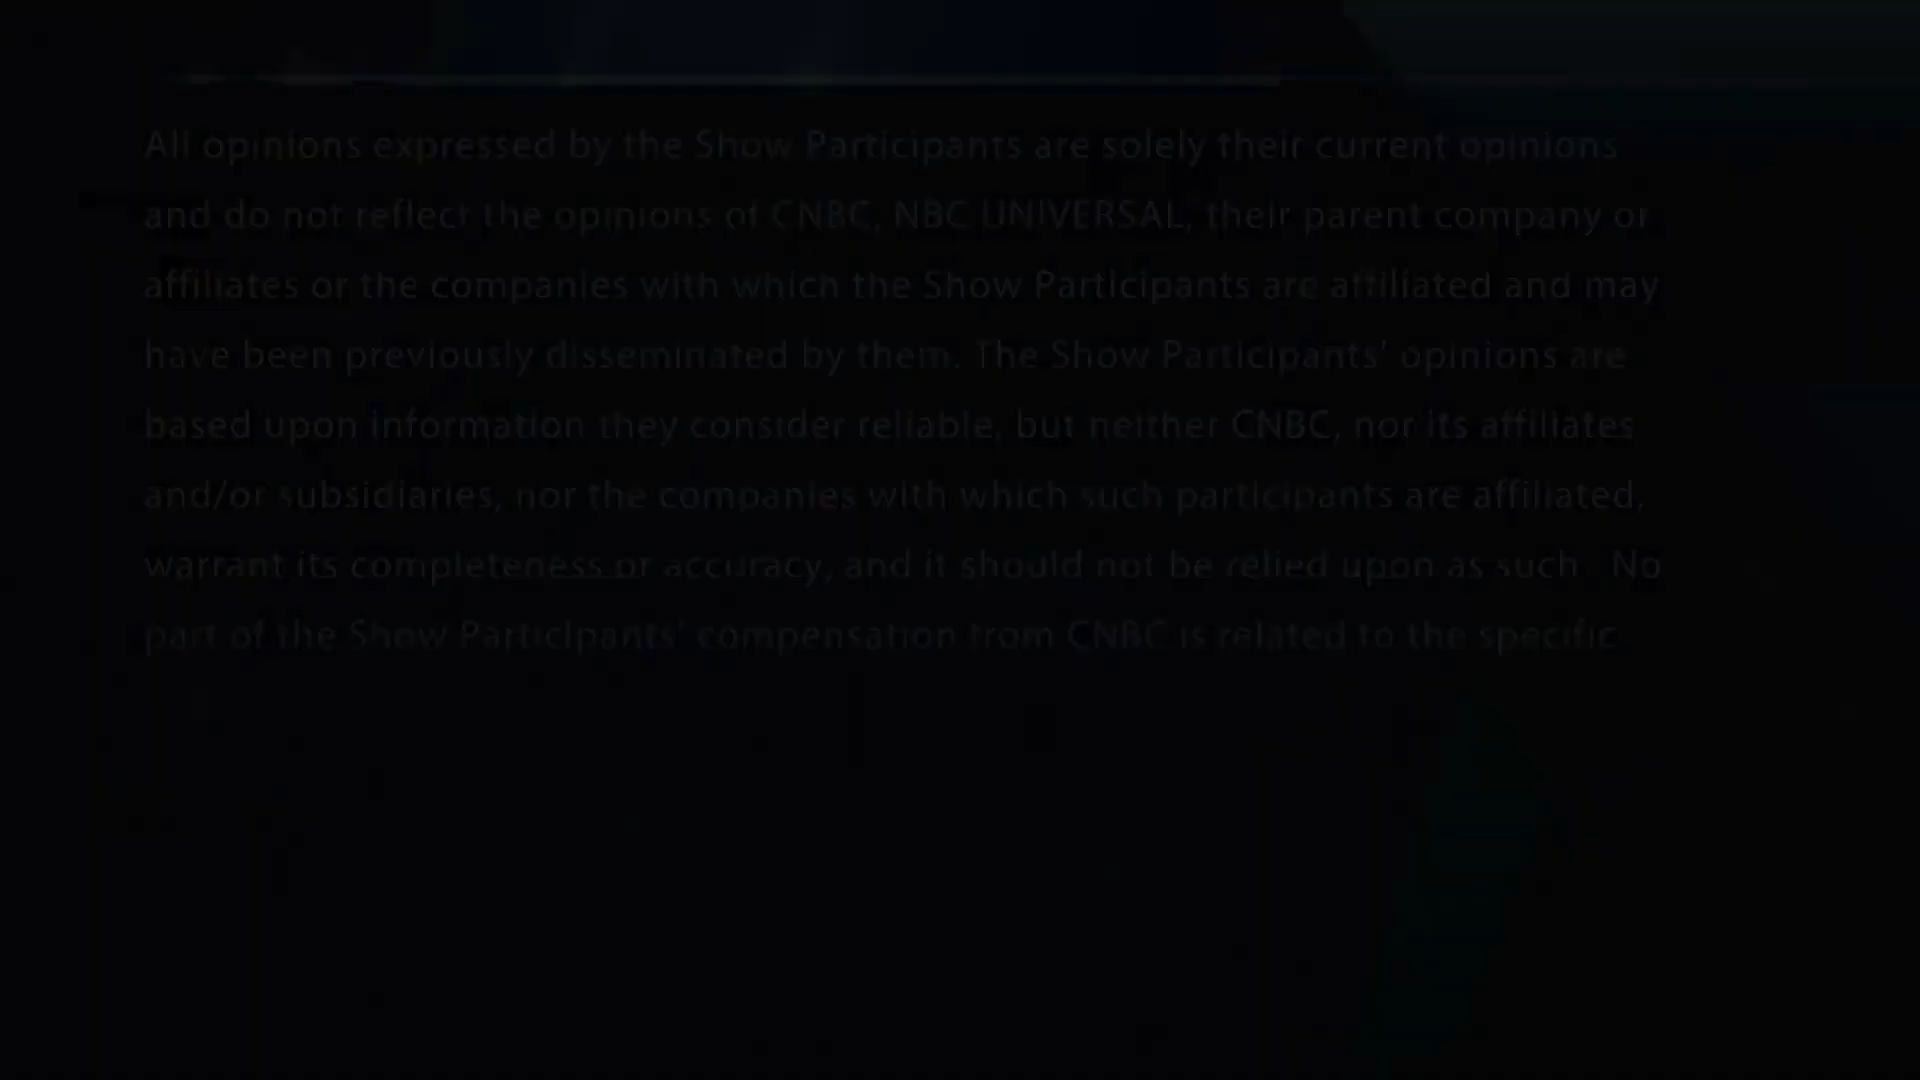 All opinions expressed by the Show Participants are solely their current opinions
and do not reflect the opinions of CNBC, NBC UNIVERSAL, their parent company or
affiliates or the companies with which the Show Participants are affiliated and may
have been previously disseminated by them. The Show Participants' opinions are
based upon information they consider reliable, but neither CNBC, nor its affiliates
and/or subsidiaries, nor the companies with which such participants are affiliated,
warrant its completeness or accuracy, and it should not be relied upon as such. No
part of the Show Participants' compensation from CNBC is related to the specific